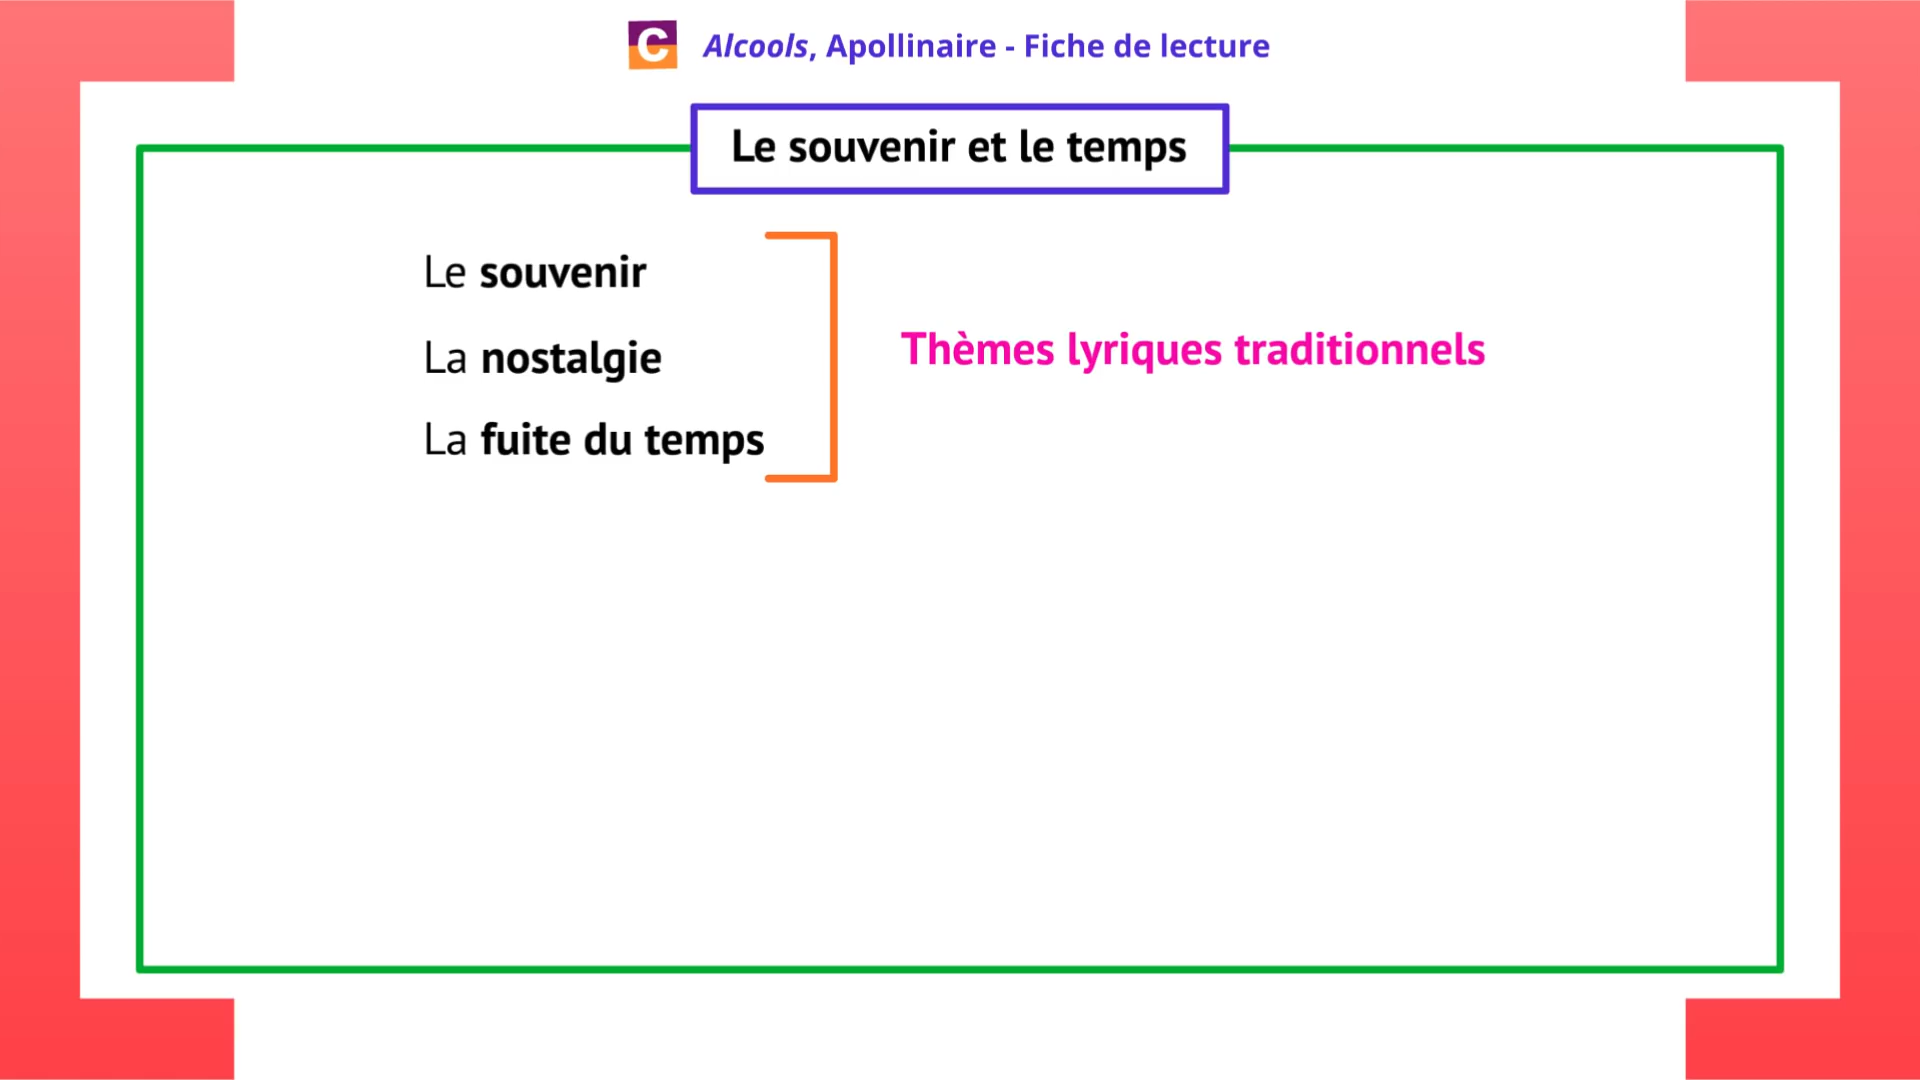 C
Alcools, Apollinaire - Fiche de lecture
Le souvenir et le temps
Le souvenir
La nostalgie
La fuite du temps
Thèmes lyriques traditionnels